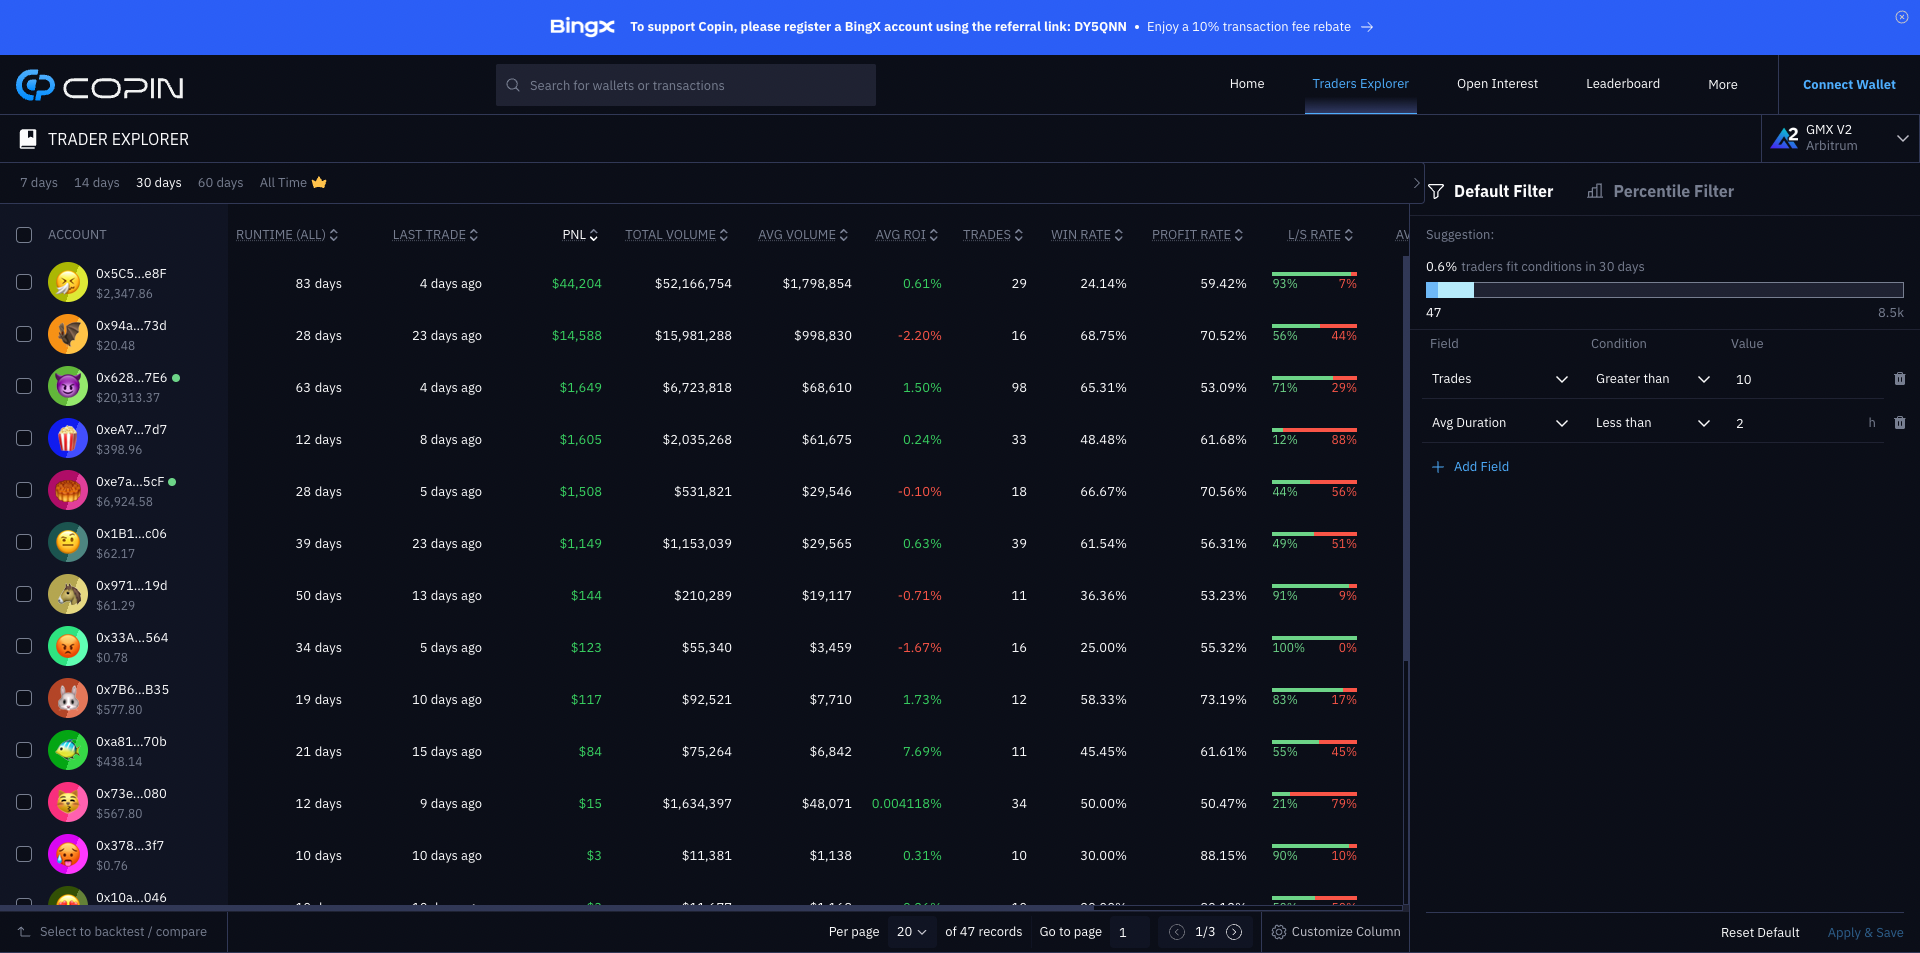 BingX To support Copin, please register a BingX account using the referral link: DY5QNN • Enjoy a 10% transaction fee rebate
COPIN Search for wallets or transactions Home Traders Explorer Open Interest Leaderboard More Connect Wallet
TRADER EXPLORER GMX V2
Arbitrum
7 days 14 days 30 days 60 days All Time
Default Filter Percentile Filter
ACCOUNT RUNTIME (ALL) LAST TRADE PNL TOTAL VOLUME AVG VOLUME AVG ROI TRADES WIN RATE PROFIT RATE L/S RATE AV
0x5C5...e8F 83 days 4 days ago $44,204 $52,166,754 $1,798,854 0.61% 29 24.14% 59.42% 93% 7%
$2,347.86
0x94a...73d 28 days 23 days ago $14,588 $15,981,288 $998,830 -2.20% 16 68.75% 70.52% 56% 44%
$20.48
0x628...7E6 63 days 4 days ago $1,649 $6,723,818 $68,610 1.50% 98 65.31% 53.09% 71% 29%
$20,313.37
0xeA7...7d7 12 days 8 days ago $1,605 $2,035,268 $61,675 0.24% 33 48.48% 61.68% 12% 88%
$398.96
0xe7a...5cF 28 days 5 days ago $1,508 $531,821 $29,546 -0.10% 18 66.67% 70.56% 44% 56%
$6,924.58
0x1B1...c06 39 days 23 days ago $1,149 $1,153,039 $29,565 0.63% 39 61.54% 56.31% 49% 51%
$62.17
0x971...19d 50 days 13 days ago $144 $210,289 $19,117 -0.71% 11 36.36% 53.23% 91% 9%
$61.29
0x33A...564 34 days 5 days ago $123 $55,340 $3,459 -1.67% 16 25.00% 55.32% 100% 0%
$0.78
0x7B6...B35 19 days 10 days ago $117 $92,521 $7,710 1.73% 12 58.33% 73.19% 83% 17%
$577.80
0xa81...70b 21 days 15 days ago $84 $75,264 $6,842 7.69% 11 45.45% 61.61% 55% 45%
$438.14
0x73e...080 12 days 9 days ago $15 $1,634,397 $48,071 0.004118% 34 50.00% 50.47% 21% 79%
$567.80
0x378...3f7 10 days 10 days ago $3 $11,381 $1,138 0.31% 10 30.00% 88.15% 90% 10%
$0.76
0x10a...046
Suggestion:
0.6% traders fit conditions in 30 days
47 8.5k
Field Condition Value
Trades Greater than 10
Avg Duration Less than 2 h
Add Field
Select to backtest / compare Per page 20 of 47 records Go to page 1 1/3 Customize Column Reset Default Apply & Save